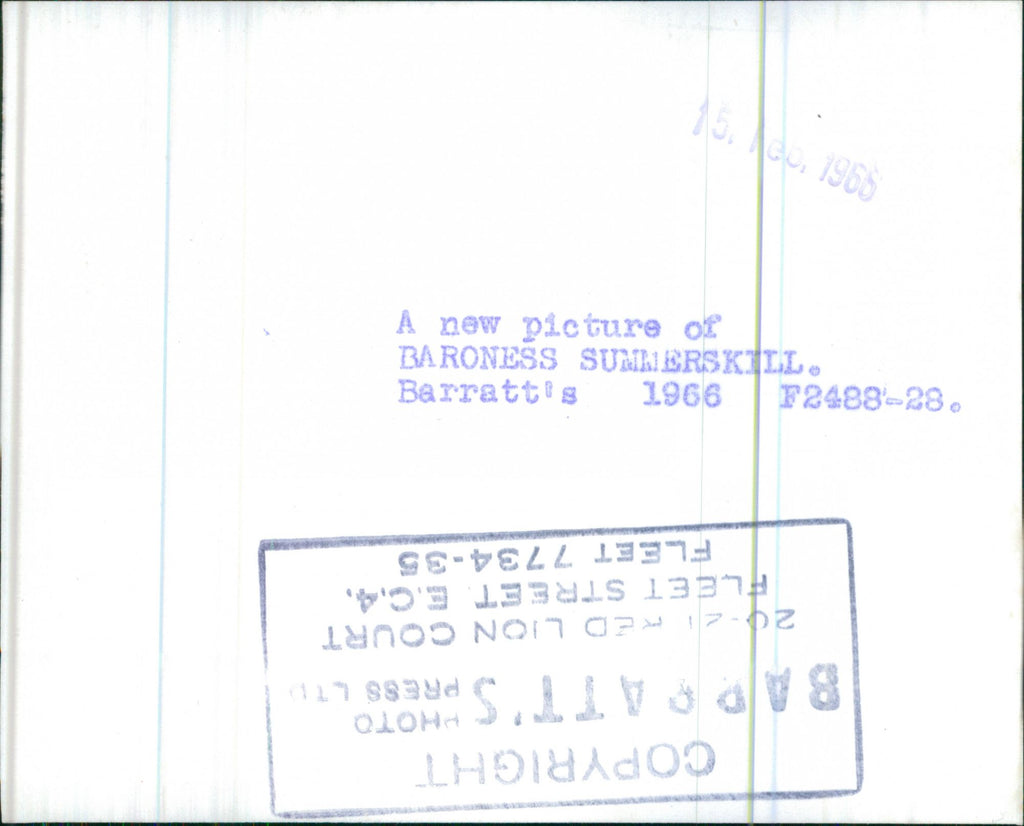 15. Feb. 1966
A new picture of
BARONESS SUMMERSKILL.
Barratt's 1966 F2488-28.
COPYRIGHT
BARRATT'S PHOTO PRESS LTD
20-21 RED LION COURT
FLEET STREET. E.C.4.
FLEET 7734-35